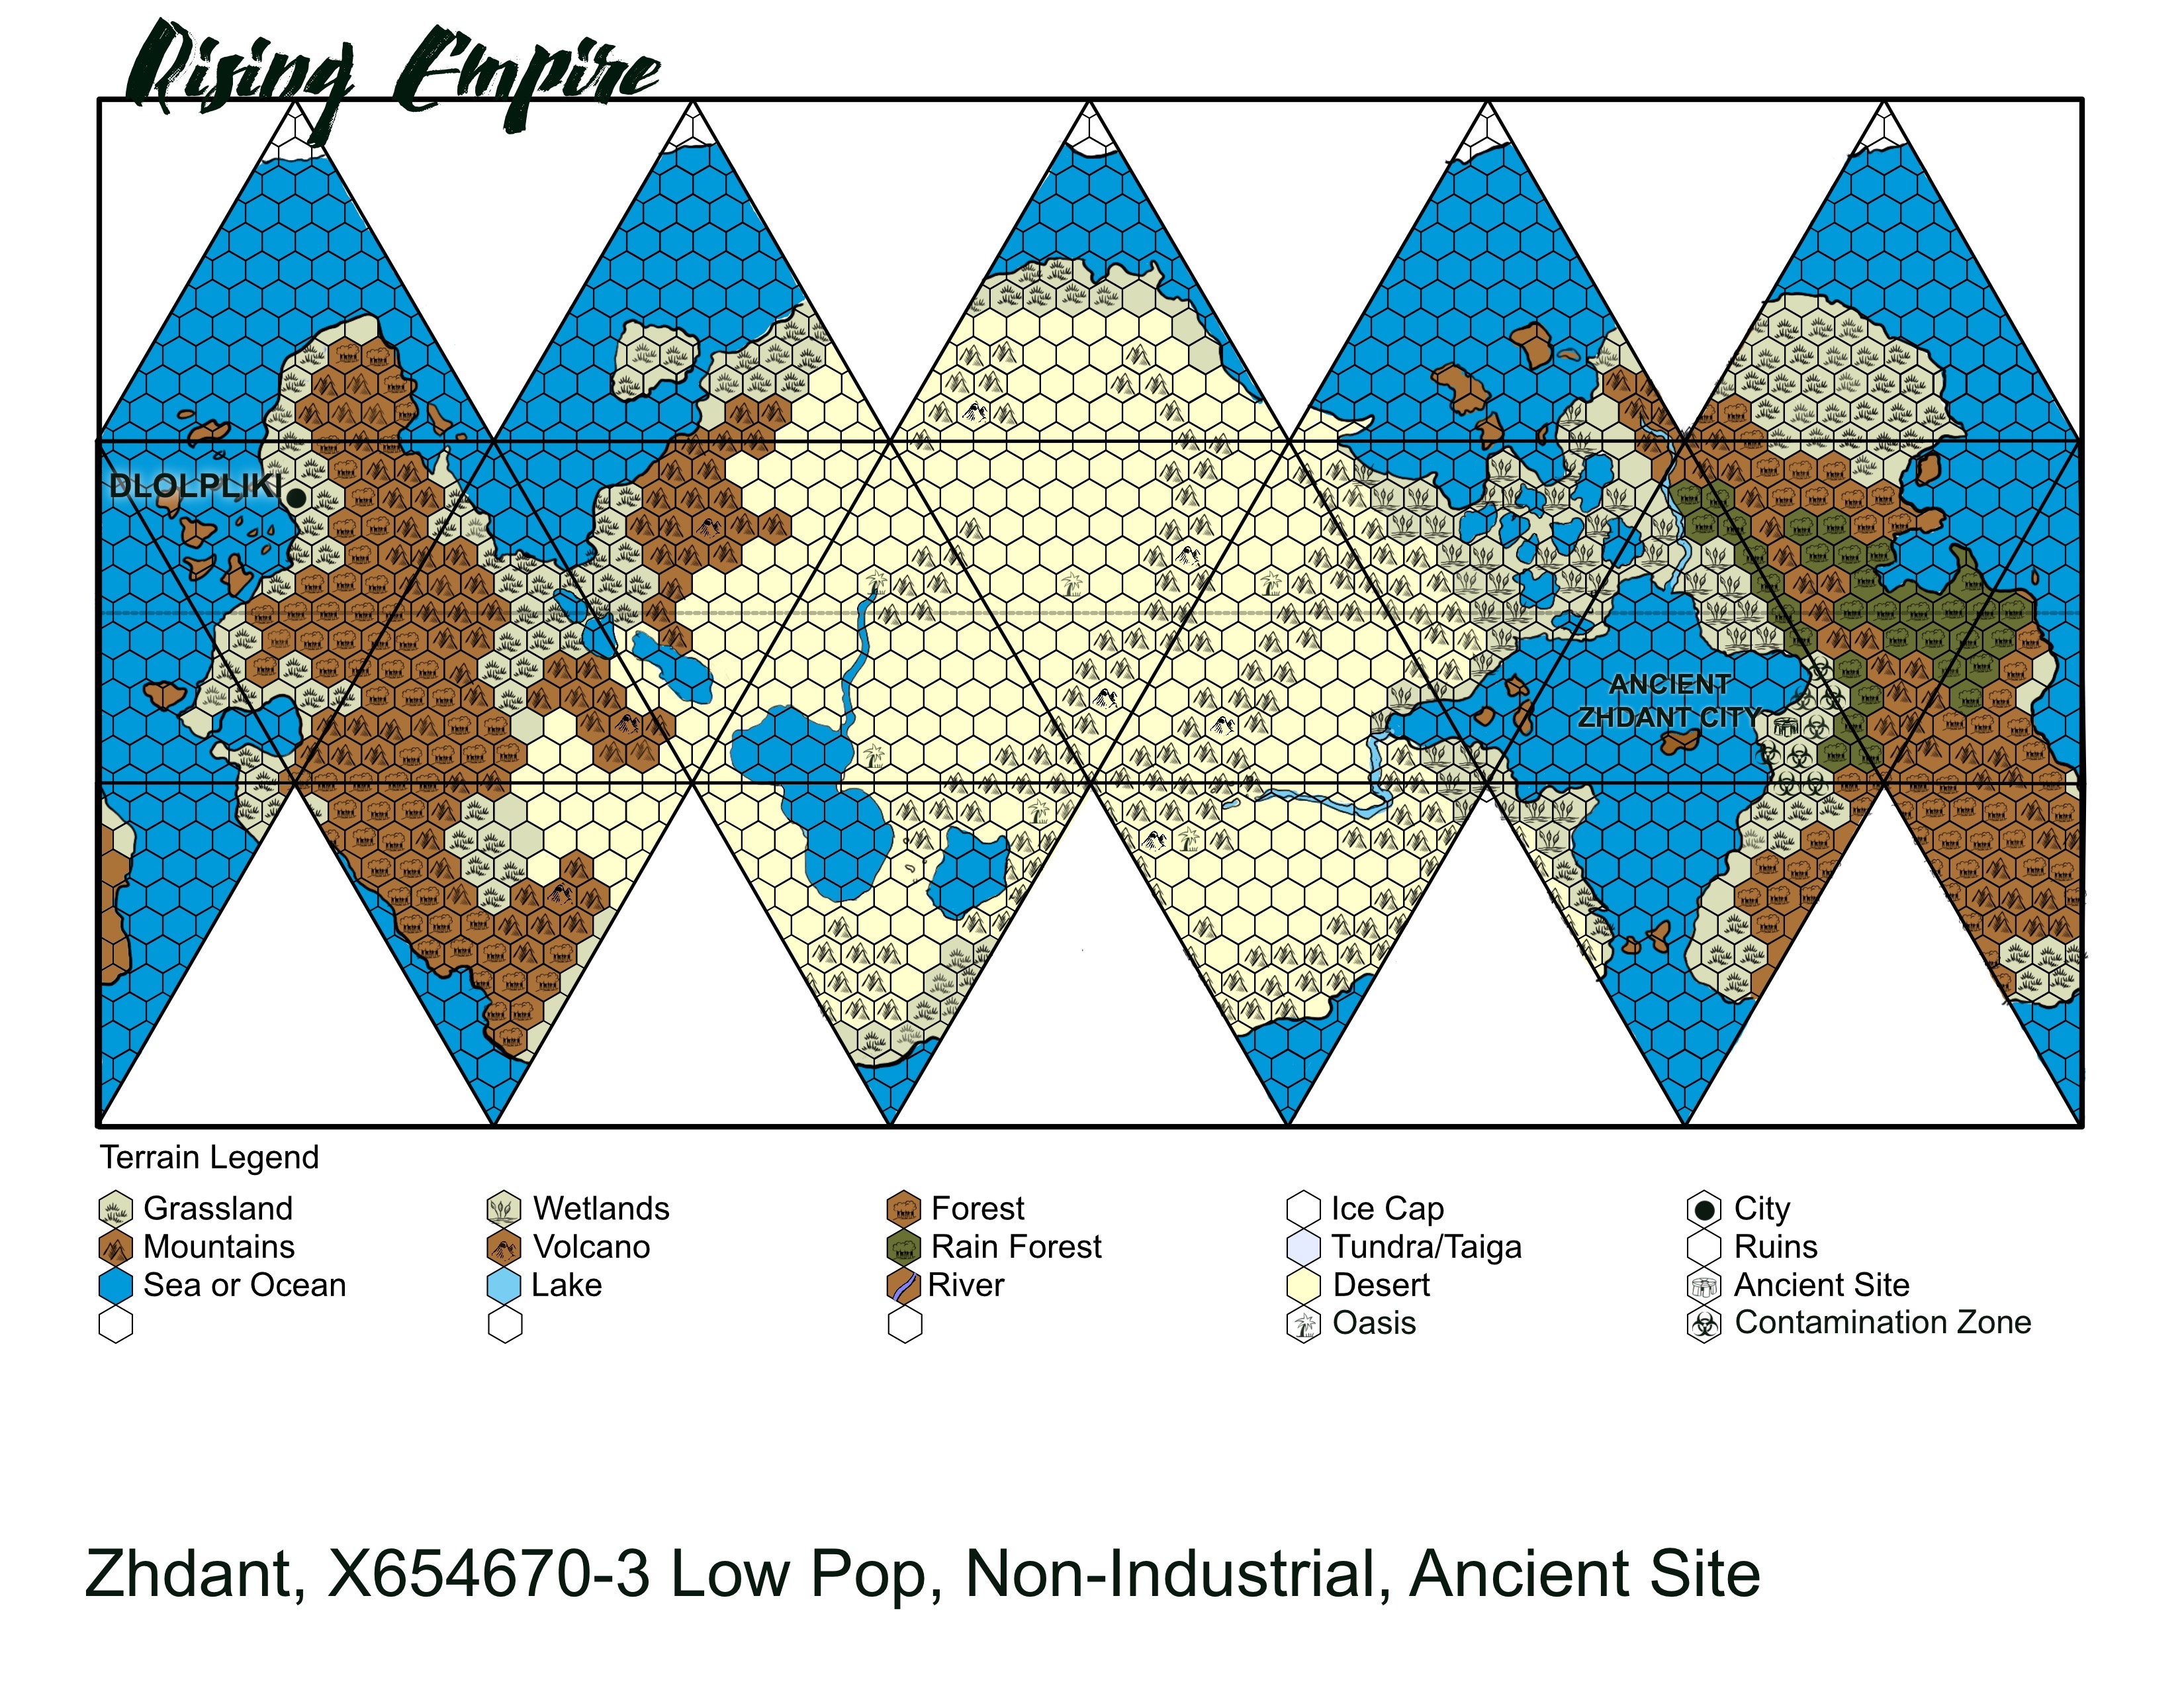 Rising Empire
DLOLPLIKI
ANCIENT
ZHDANT CITY
Terrain Legend
Grassland
Mountains
Sea or Ocean
Wetlands
Volcano
Lake
Forest
Rain Forest
River
Ice Cap
Tundra/Taiga
Desert
Oasis
City
Ruins
Ancient Site
Contamination Zone
Zhdant, X654670-3 Low Pop, Non-Industrial, Ancient Site